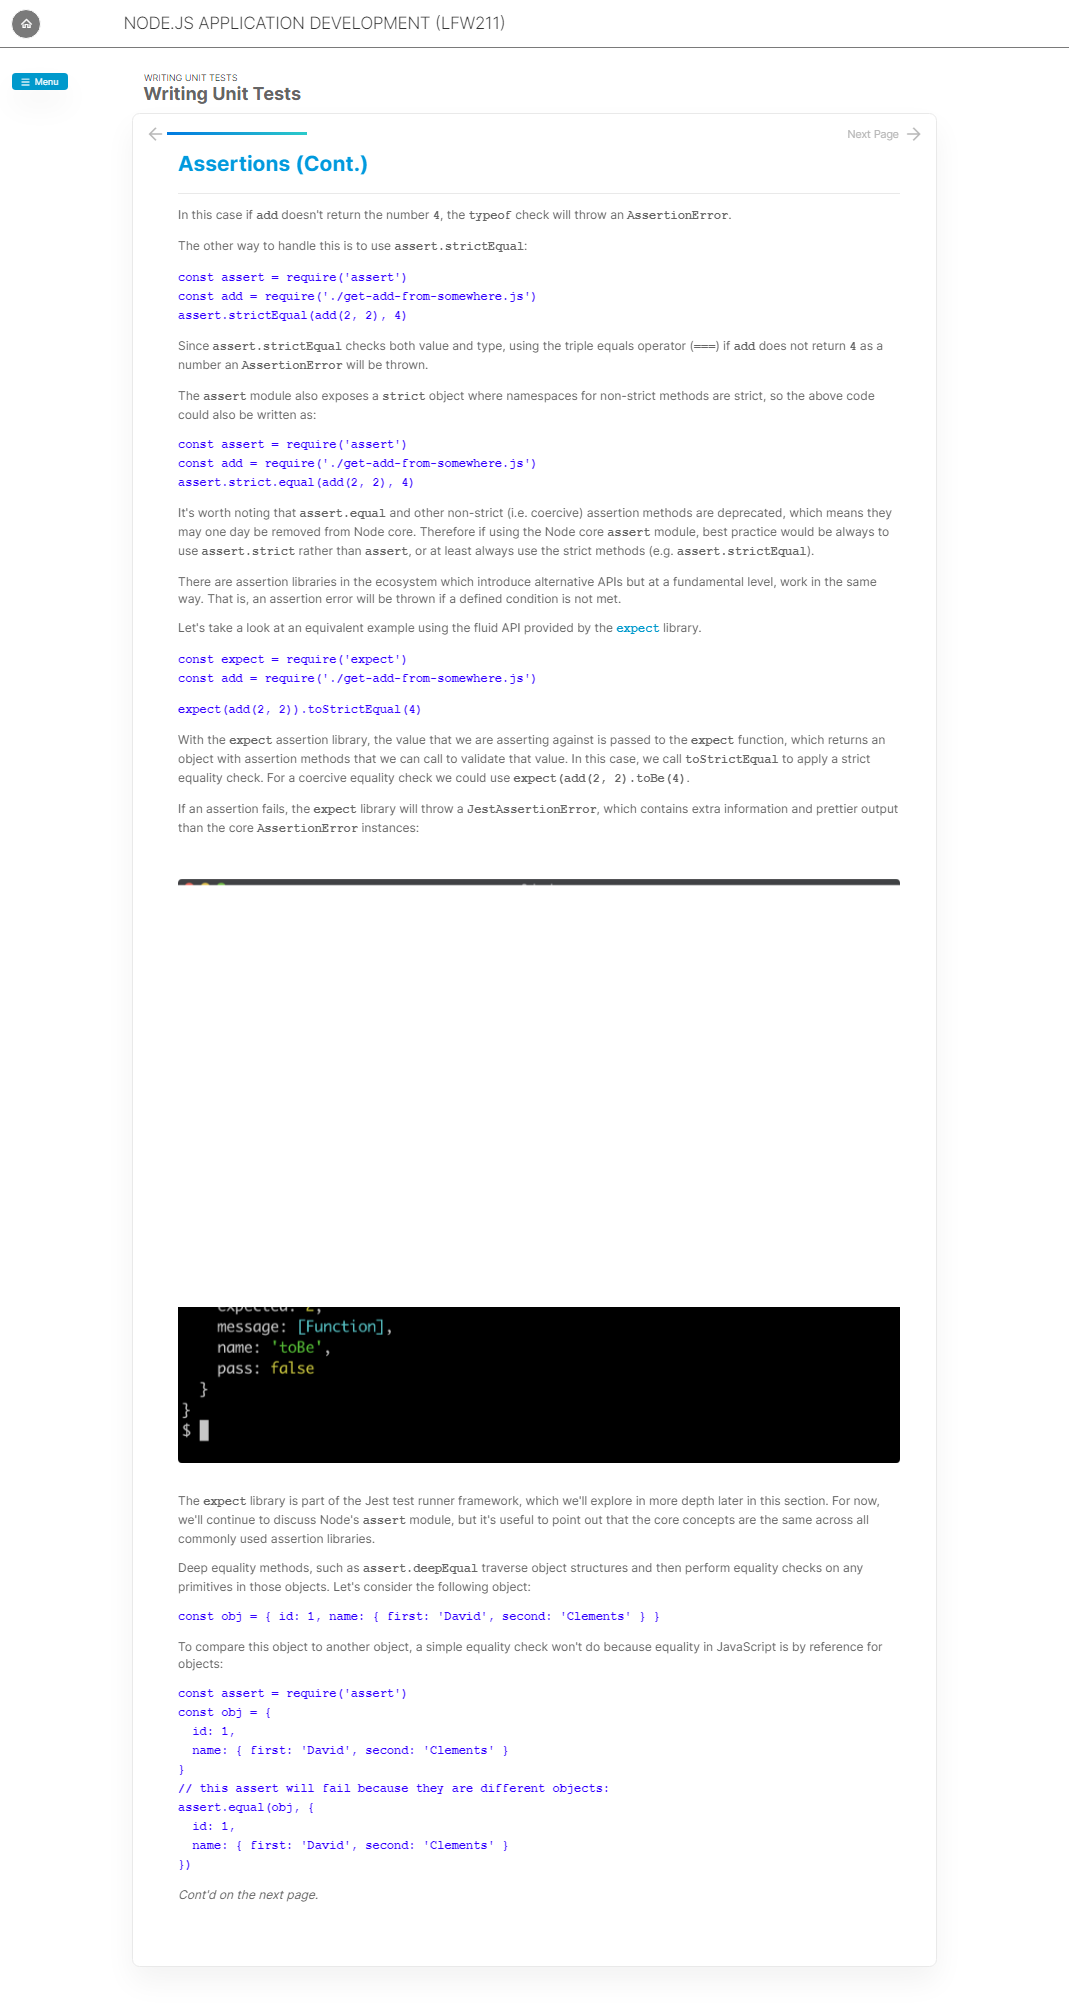 NODE.JS APPLICATION DEVELOPMENT (LFW211)
Menu
WRITING UNIT TESTS
Writing Unit Tests
Next Page
Assertions (Cont.)
In this case if add doesn't return the number 4, the typeof check will throw an AssertionError.
The other way to handle this is to use assert.strictEqual:
const assert = require('assert')
const add = require('./get-add-from-somewhere.js')
assert.strictEqual(add(2, 2), 4)
Since assert.strictEqual checks both value and type, using the triple equals operator (===) if add does not return 4 as a
number an AssertionError will be thrown.
The assert module also exposes a strict object where namespaces for non-strict methods are strict, so the above code
could also be written as:
const assert = require('assert')
const add = require('./get-add-from-somewhere.js')
assert.strict.equal(add(2, 2), 4)
It's worth noting that assert.equal and other non-strict (i.e. coercive) assertion methods are deprecated, which means they
may one day be removed from Node core. Therefore if using the Node core assert module, best practice would be always to
use assert.strict rather than assert, or at least always use the strict methods (e.g. assert.strictEqual).
There are assertion libraries in the ecosystem which introduce alternative APIs but at a fundamental level, work in the same
way. That is, an assertion error will be thrown if a defined condition is not met.
Let's take a look at an equivalent example using the fluid API provided by the expect library.
const expect = require('expect')
const add = require('./get-add-from-somewhere.js')
expect(add(2, 2)).toStrictEqual(4)
With the expect assertion library, the value that we are asserting against is passed to the expect function, which returns an
object with assertion methods that we can call to validate that value. In this case, we call toStrictEqual to apply a strict
equality check. For a coercive equality check we could use expect(add(2, 2).toBe(4).
If an assertion fails, the expect library will throw a JestAssertionError, which contains extra information and prettier output
than the core AssertionError instances:
expected: 2,
message: [Function],
name: 'toBe',
pass: false
}
}
$
The expect library is part of the Jest test runner framework, which we'll explore in more depth later in this section. For now,
we'll continue to discuss Node's assert module, but it's useful to point out that the core concepts are the same across all
commonly used assertion libraries.
Deep equality methods, such as assert.deepEqual traverse object structures and then perform equality checks on any
primitives in those objects. Let's consider the following object:
const obj = { id: 1, name: { first: 'David', second: 'Clements' } }
To compare this object to another object, a simple equality check won't do because equality in JavaScript is by reference for
objects:
const assert = require('assert')
const obj = {
id: 1,
name: { first: 'David', second: 'Clements' }
}
// this assert will fail because they are different objects:
assert.equal(obj, {
id: 1,
name: { first: 'David', second: 'Clements' }
})
Cont'd on the next page.